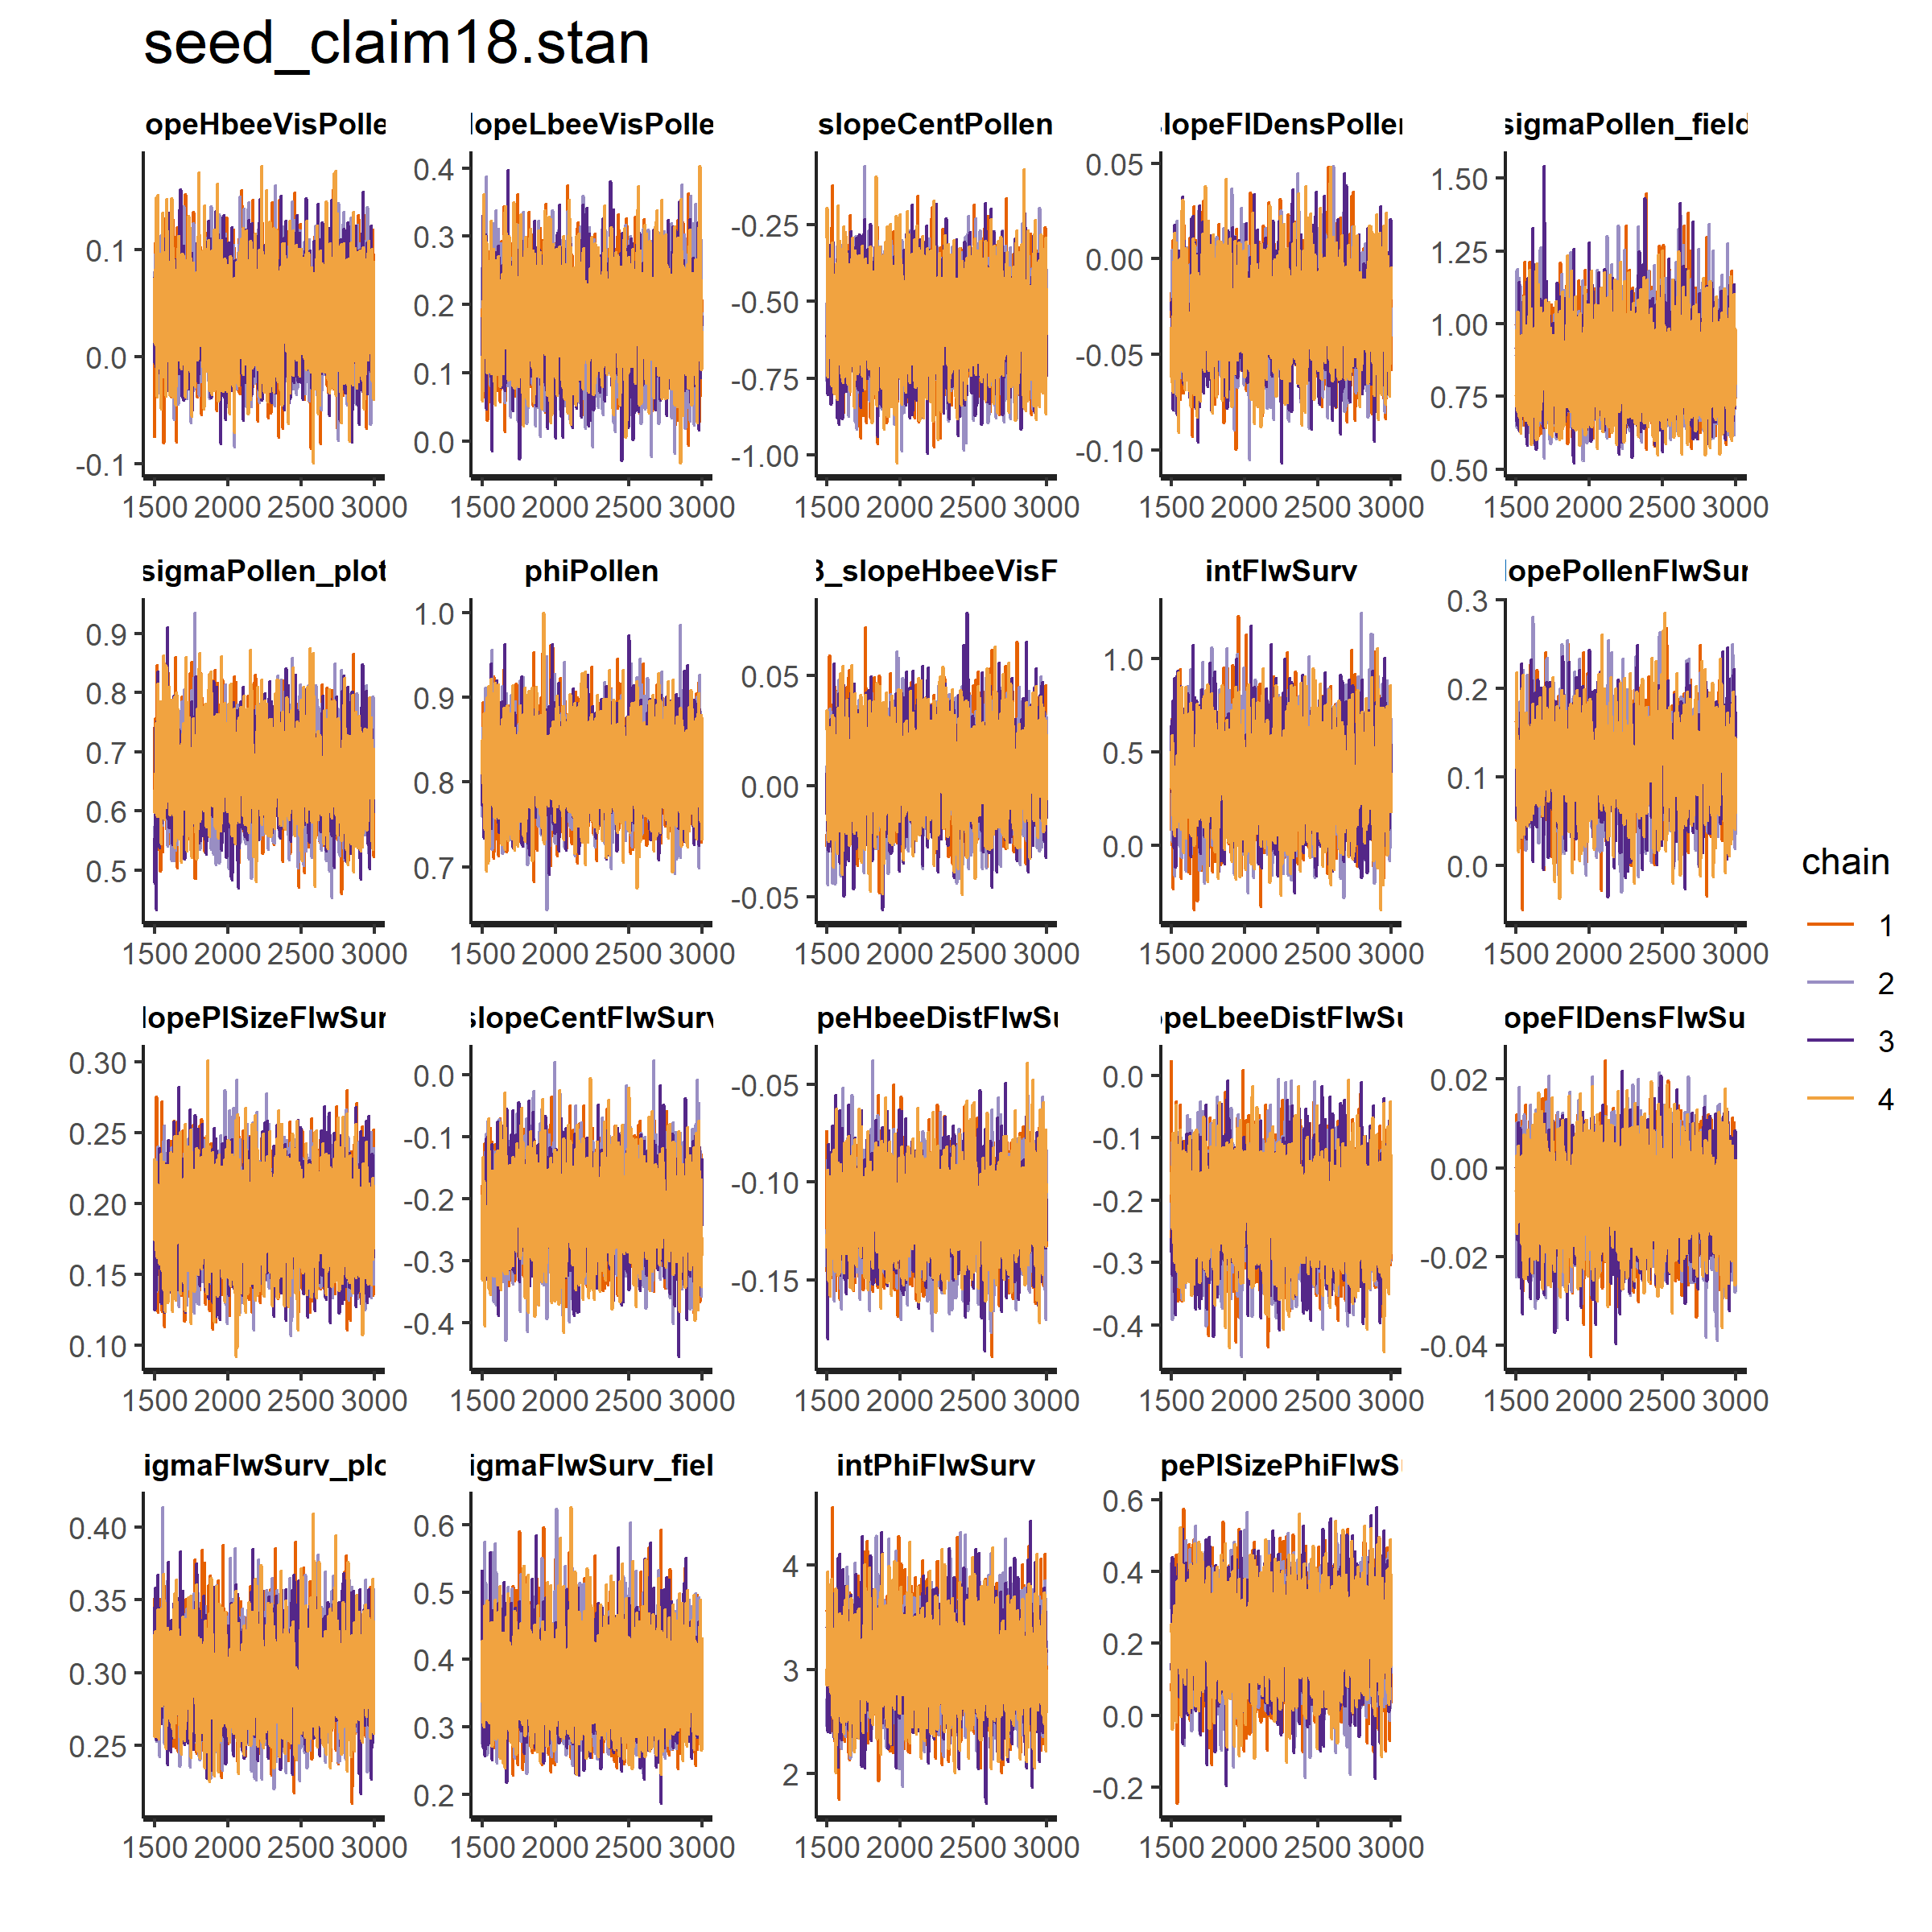 seed_claim18.stan
opeHbeeVisPolle
lopeLbeeVisPolle
slopeCentPollen
lopeFlDensPollen
sigmaPollen_field
0.1
0.0
-0.1
0.4
0.3
0.2
0.1
0.0
-0.25
-0.50
-0.75
-1.00
0.05
0.00
-0.05
-0.10
1.50
1.25
1.00
0.75
0.50
1500 2000 2500 3000
1500 2000 2500 3000
1500 2000 2500 3000
1500 2000 2500 3000
1500 2000 2500 3000
sigmaPollen_plot
phiPollen
3_slopeHbeeVisF
intFlwSurv
lopePollenFlwSur
0.9
0.8
0.7
0.6
0.5
1.0
0.9
0.8
0.7
0.05
0.00
-0.05
1.0
0.5
0.0
0.3
0.2
0.1
0.0
1500 2000 2500 3000
1500 2000 2500 3000
1500 2000 2500 3000
1500 2000 2500 3000
1500 2000 2500 3000
lopePlSizeFlwSur
slopeCentFlwSurv
peHbeeDistFlwSu
opeLbeeDistFlwSu
opeFlDensFlwSu
0.30
0.25
0.20
0.15
0.10
0.0
-0.1
-0.2
-0.3
-0.4
-0.05
-0.10
-0.15
0.0
-0.1
-0.2
-0.3
-0.4
0.02
0.00
-0.02
-0.04
1500 2000 2500 3000
1500 2000 2500 3000
1500 2000 2500 3000
1500 2000 2500 3000
1500 2000 2500 3000
igmaFlwSurv_plo
igmaFlwSurv_fiel
intPhiFlwSurv
pePlSizePhiFlwS
0.40
0.35
0.30
0.25
0.6
0.5
0.4
0.3
0.2
4
3
2
0.6
0.4
0.2
0.0
-0.2
1500 2000 2500 3000
1500 2000 2500 3000
1500 2000 2500 3000
1500 2000 2500 3000
chain
1
2
3
4